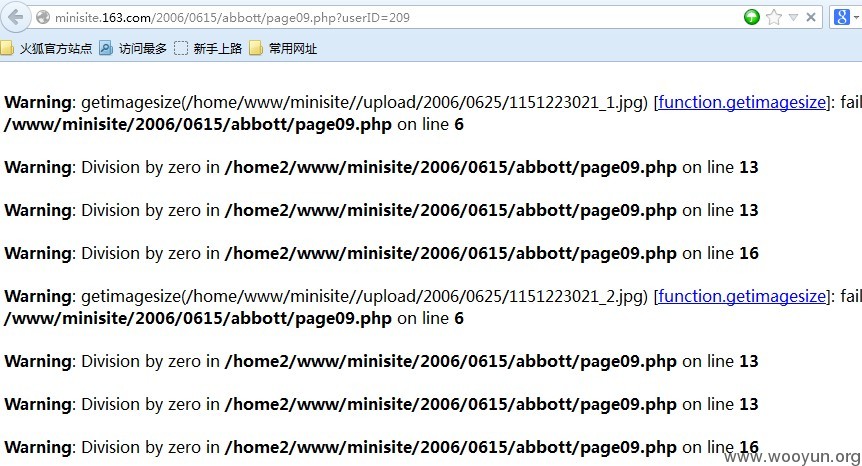 minisite.163.com/2006/0615/abbott/page09.php?userID=209
火狐官方站点 访问最多 新手上路 常用网址
Warning: getimagesize(/home/www/minisite//upload/2006/0625/1151223021_1.jpg) [function.getimagesize]: fail
/www/minisite/2006/0615/abbott/page09.php on line 6
Warning: Division by zero in /home2/www/minisite/2006/0615/abbott/page09.php on line 13
Warning: Division by zero in /home2/www/minisite/2006/0615/abbott/page09.php on line 13
Warning: Division by zero in /home2/www/minisite/2006/0615/abbott/page09.php on line 16
Warning: getimagesize(/home/www/minisite//upload/2006/0625/1151223021_2.jpg) [function.getimagesize]: fail
/www/minisite/2006/0615/abbott/page09.php on line 6
Warning: Division by zero in /home2/www/minisite/2006/0615/abbott/page09.php on line 13
Warning: Division by zero in /home2/www/minisite/2006/0615/abbott/page09.php on line 13
Warning: Division by zero in /home2/www/minisite/2006/0615/abbott/page09.php on line 16
www.wooyun.org